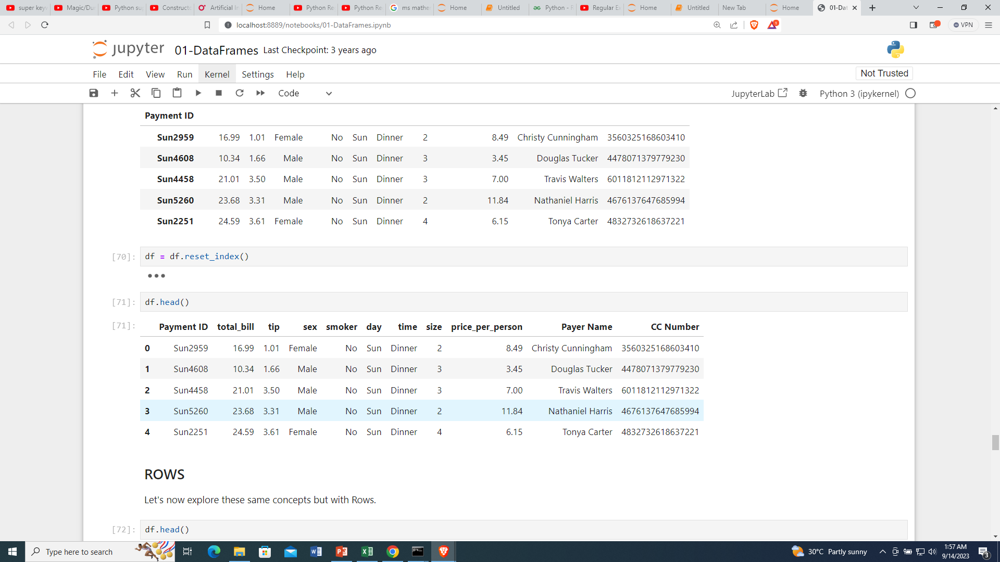 super key
Magic/Dun
Python su
Constructo
Artificial In
Home
Python Re
Python Re
ms mathe
Home
Untitled
Python - R
Regular Ex
Home
Untitled
New Tab
Home
01-Dat
localhost:8889/notebooks/01-DataFrames.ipynb
1
VPN
jupyter 01-DataFrames Last Checkpoint: 3 years ago
File Edit View Run Kernel Settings Help
Not Trusted
Code
JupyterLab
Python 3 (ipykernel)
Payment ID
Sun2959 16.99 1.01 Female No Sun Dinner 2 8.49 Christy Cunningham 3560325168603410
Sun4608 10.34 1.66 Male No Sun Dinner 3 3.45 Douglas Tucker 4478071379779230
Sun4458 21.01 3.50 Male No Sun Dinner 3 7.00 Travis Walters 6011812112971322
Sun5260 23.68 3.31 Male No Sun Dinner 2 11.84 Nathaniel Harris 4676137647685994
Sun2251 24.59 3.61 Female No Sun Dinner 4 6.15 Tonya Carter 4832732618637221
[70]: df = df.reset_index()
[71]: df.head()
[71]: Payment ID total_bill tip sex smoker day time size price_per_person Payer Name CC Number
0 Sun2959 16.99 1.01 Female No Sun Dinner 2 8.49 Christy Cunningham 3560325168603410
1 Sun4608 10.34 1.66 Male No Sun Dinner 3 3.45 Douglas Tucker 4478071379779230
2 Sun4458 21.01 3.50 Male No Sun Dinner 3 7.00 Travis Walters 6011812112971322
3 Sun5260 23.68 3.31 Male No Sun Dinner 2 11.84 Nathaniel Harris 4676137647685994
4 Sun2251 24.59 3.61 Female No Sun Dinner 4 6.15 Tonya Carter 4832732618637221
ROWS
Let's now explore these same concepts but with Rows.
[72]: df.head()
Type here to search
30°C Partly sunny
1:57 AM
9/14/2023
3